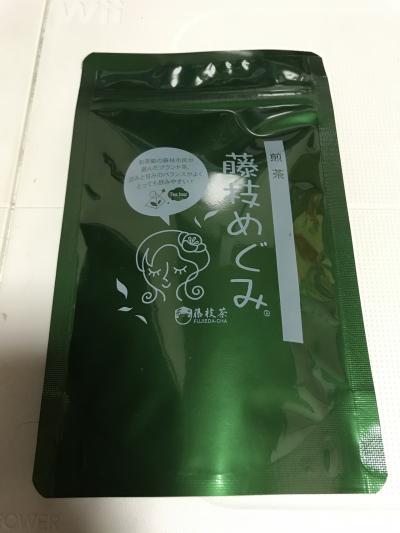 Wii
煎茶
藤枝めぐみ®
お茶処の藤枝市民が
選んだブランド茶。
渋みと甘みのバランスがよく
とっても飲みやすい!
Tea bag
藤枝茶
FUJIEDA-CHA
POWER